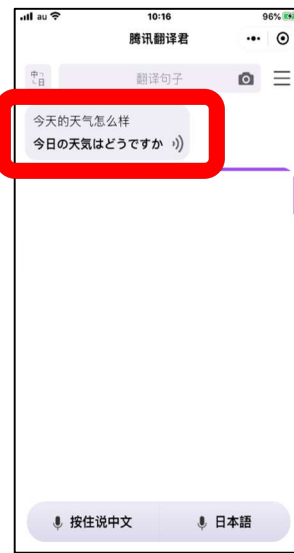 au
10:16
96%
腾讯翻译君
中
日
翻译句子
今天的天气怎么样
今日の天気はどうですか
按住说中文
日本語